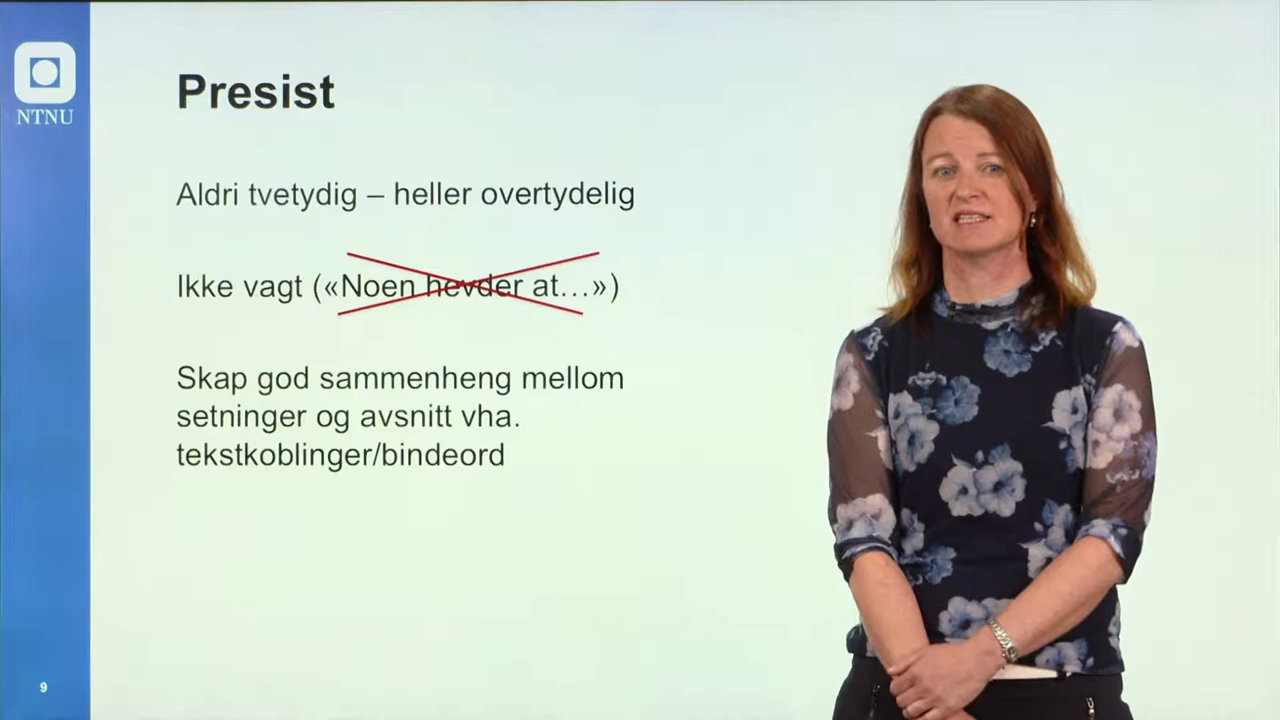 NTNU
Presist
Aldri tvetydig – heller overtydelig
Ikke vagt («Noen hevder at…»)
Skap god sammenheng mellom
setninger og avsnitt vha.
tekstkoblinger/bindeord
9